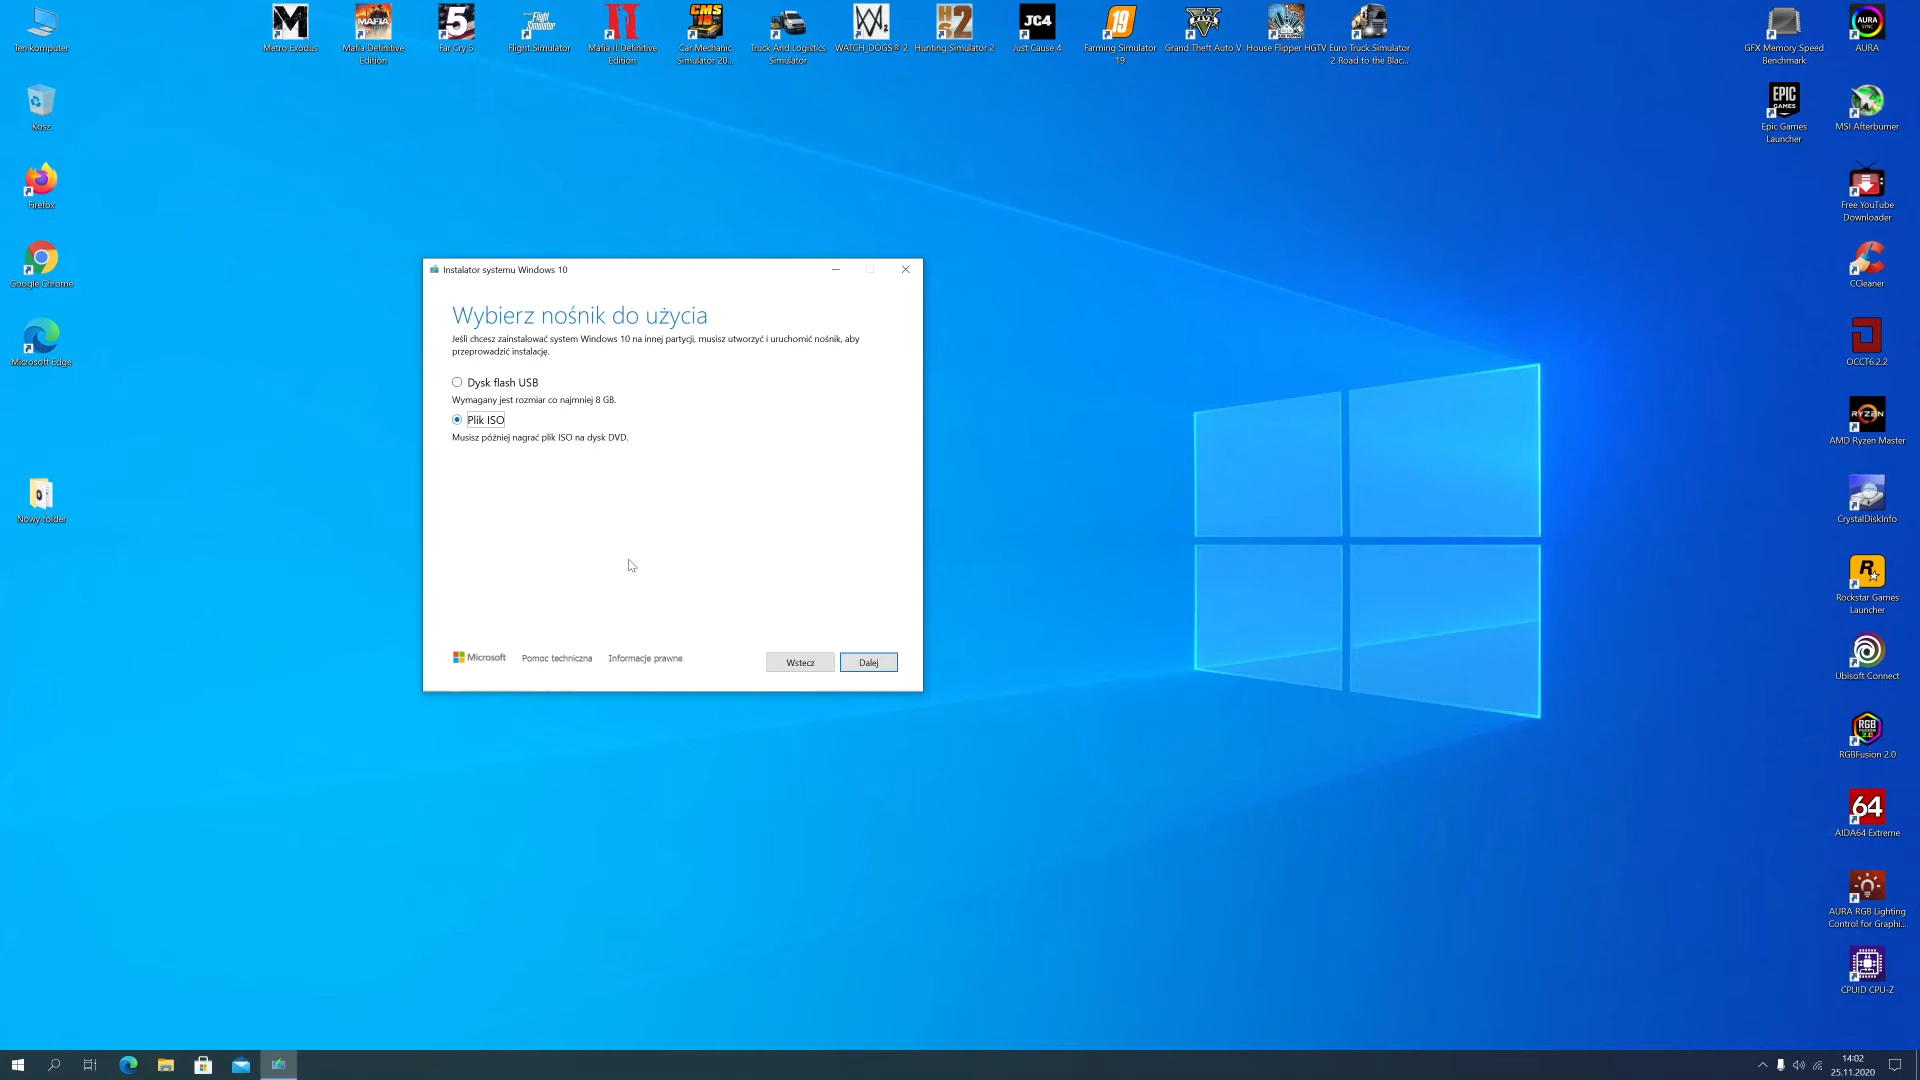 Ten komputer
Metro Exodus
Mafia Definitive
Edition
Far Cry 5
Flight Simulator
Mafia II Definitive
Edition
Car Mechanic
Simulator 20...
Truck And Logistics
Simulator
WATCH_DOGS® 2
Hunting Simulator 2
Just Cause 4
Farming Simulator
19
Grand Theft Auto V
House Flipper HGTV
Euro Truck Simulator
2 Road to the Blac...
GFX Memory Speed
Benchmark
AURA
Kosz
Epic Games
Launcher
MSI Afterburner
Firefox
Free YouTube
Downloader
Google Chrome
CCleaner
Microsoft Edge
OCCT6.2.2
AMD Ryzen Master
Nowy folder
CrystalDiskInfo
Rockstar Games
Launcher
Ubisoft Connect
RGBFusion 2.0
AIDA64 Extreme
AURA RGB Lighting
Control for Graphi...
CPUID CPU-Z
Instalator systemu Windows 10
Wybierz nośnik do użycia
Jeśli chcesz zainstalować system Windows 10 na innej partycji, musisz utworzyć i uruchomić nośnik, aby
przeprowadzić instalację.
Dysk flash USB
Wymagany jest rozmiar co najmniej 8 GB.
Plik ISO
Musisz później nagrać plik ISO na dysk DVD.
Microsoft
Pomoc techniczna
Informacje prawne
Wstecz
Dalej
14:02
25.11.2020